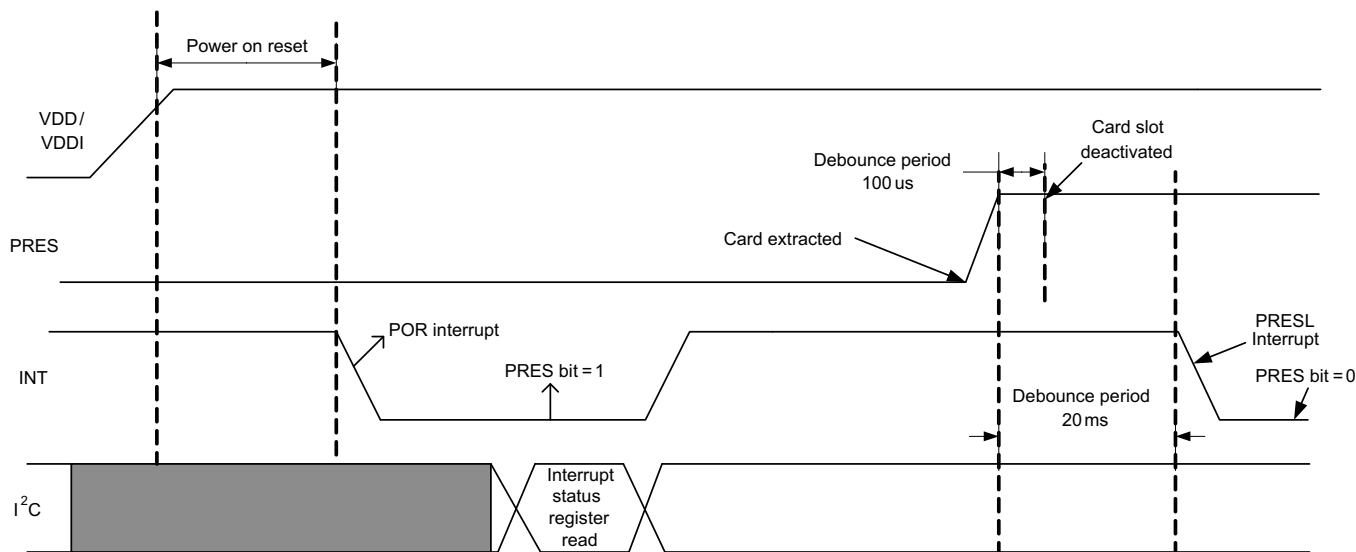 Power on reset
VDD/
VDDI
Card slot
deactivated
Debounce period
100 us
PRES
Card extracted
POR interrupt
PRESL
Interrupt
INT
PRES bit = 1
PRES bit = 0
Debounce period
20 ms
I²C
Interrupt
status
register
read